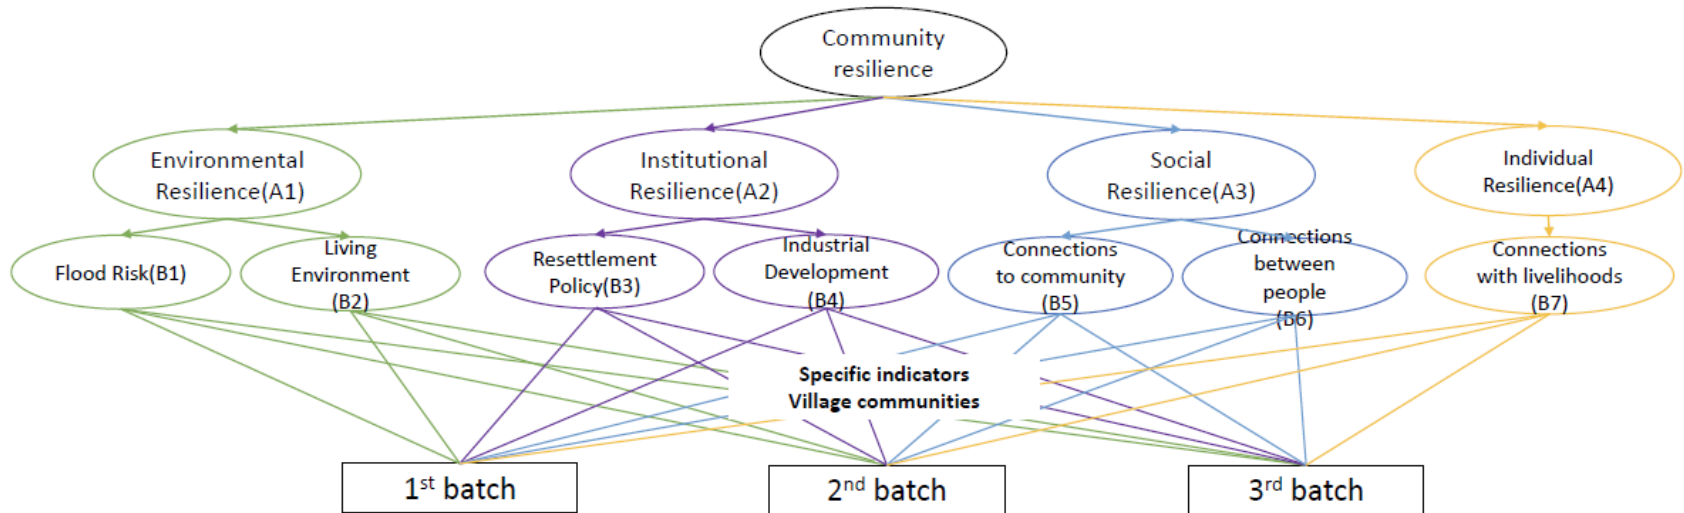 Community
resilience
Environmental
Resilience(A1)
Institutional
Resilience(A2)
Social
Resilience(A3)
Individual
Resilience(A4)
Flood Risk(B1)
Living
Environment
(B2)
Resettlement
Policy(B3)
Industrial
Development
(B4)
Connections
to community
(B5)
Connections
between
people
(B6)
Connections
with livelihoods
(B7)
Specific indicators
Village communities
1st batch
2nd batch
3rd batch